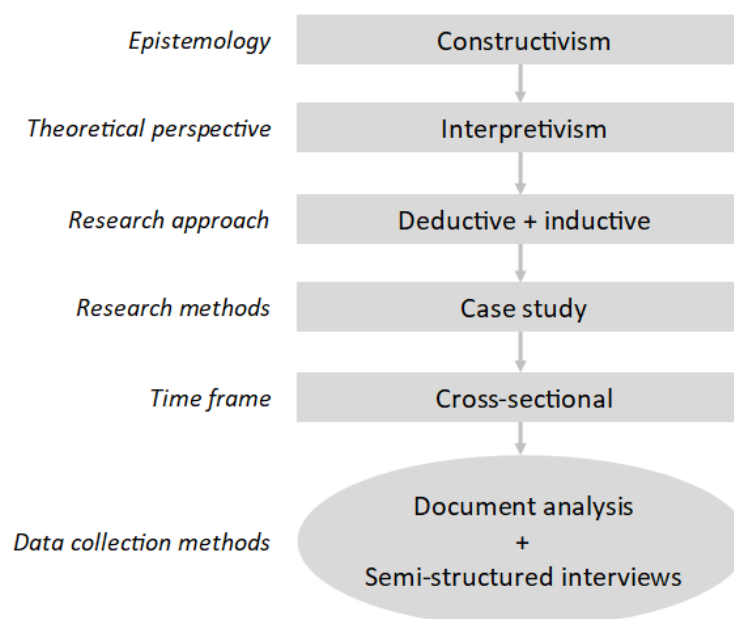 Epistemology Constructivism
Theoretical perspective Interpretivism
Research approach Deductive + inductive
Research methods Case study
Time frame Cross-sectional
Document analysis
+
Data collection methods
Semi-structured interviews